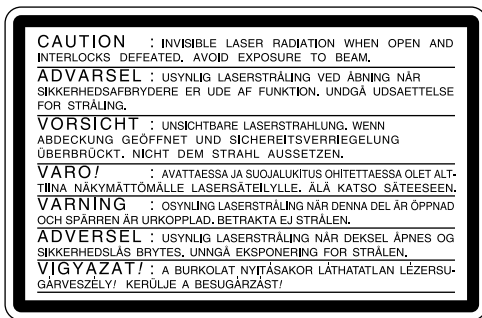 CAUTION : INVISIBLE LASER RADIATION WHEN OPEN AND
INTERLOCKS DEFEATED. AVOID EXPOSURE TO BEAM.
ADVARSEL : USYNLIG LASERSTRÅLING VED ÅBNING NÅR
SIKKERHEDSAFBRYDERE ER UDE AF FUNKTION. UNDGÅ UDSAETTELSE
FOR STRÅLING.
VORSICHT : UNSICHTBARE LASERSTRAHLUNG. WENN
ABDECKUNG GEÖFFNET UND SICHEREITSVERRIEGELUNG
ÜBERBRÜCKT. NICHT DEM STRAHL AUSSETZEN.
VARO! : AVATTAESSA JA SUOJALUKITUS OHITETTAESSA OLET ALT-
TIINA NÄKYMÄTTÖMÄLLE LASERSÄTEILYLLE. ÄLÄ KATSO SÄTEESEEN.
VARNING : OSYNLIG LASERSTRÅLING NÅR DENNA DEL ÄR ÖPPNAD
OCH SPÄRREN ÄR URKOPPLAD. BETRAKTA EJ STRÅLEN.
ADVERSEL : USYNLIG LASERSTRÅLING NÅR DEKSEL ÅPNES OG
SIKKERHEDSLÅS BRYTES. UNNGÅ EKSPONERING FOR STRÅLEN.
VIGYAZAT! : A BURKOLAT NYITÁSAKOR LÁTHATATLAN LÉZERSU-
GÁRVESZÉLY! KERÜLJE A BESUGÁRZÁST!